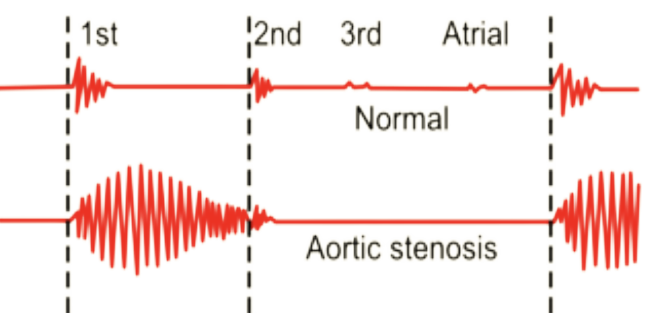 1st 2nd 3rd Atrial
Normal
Aortic stenosis